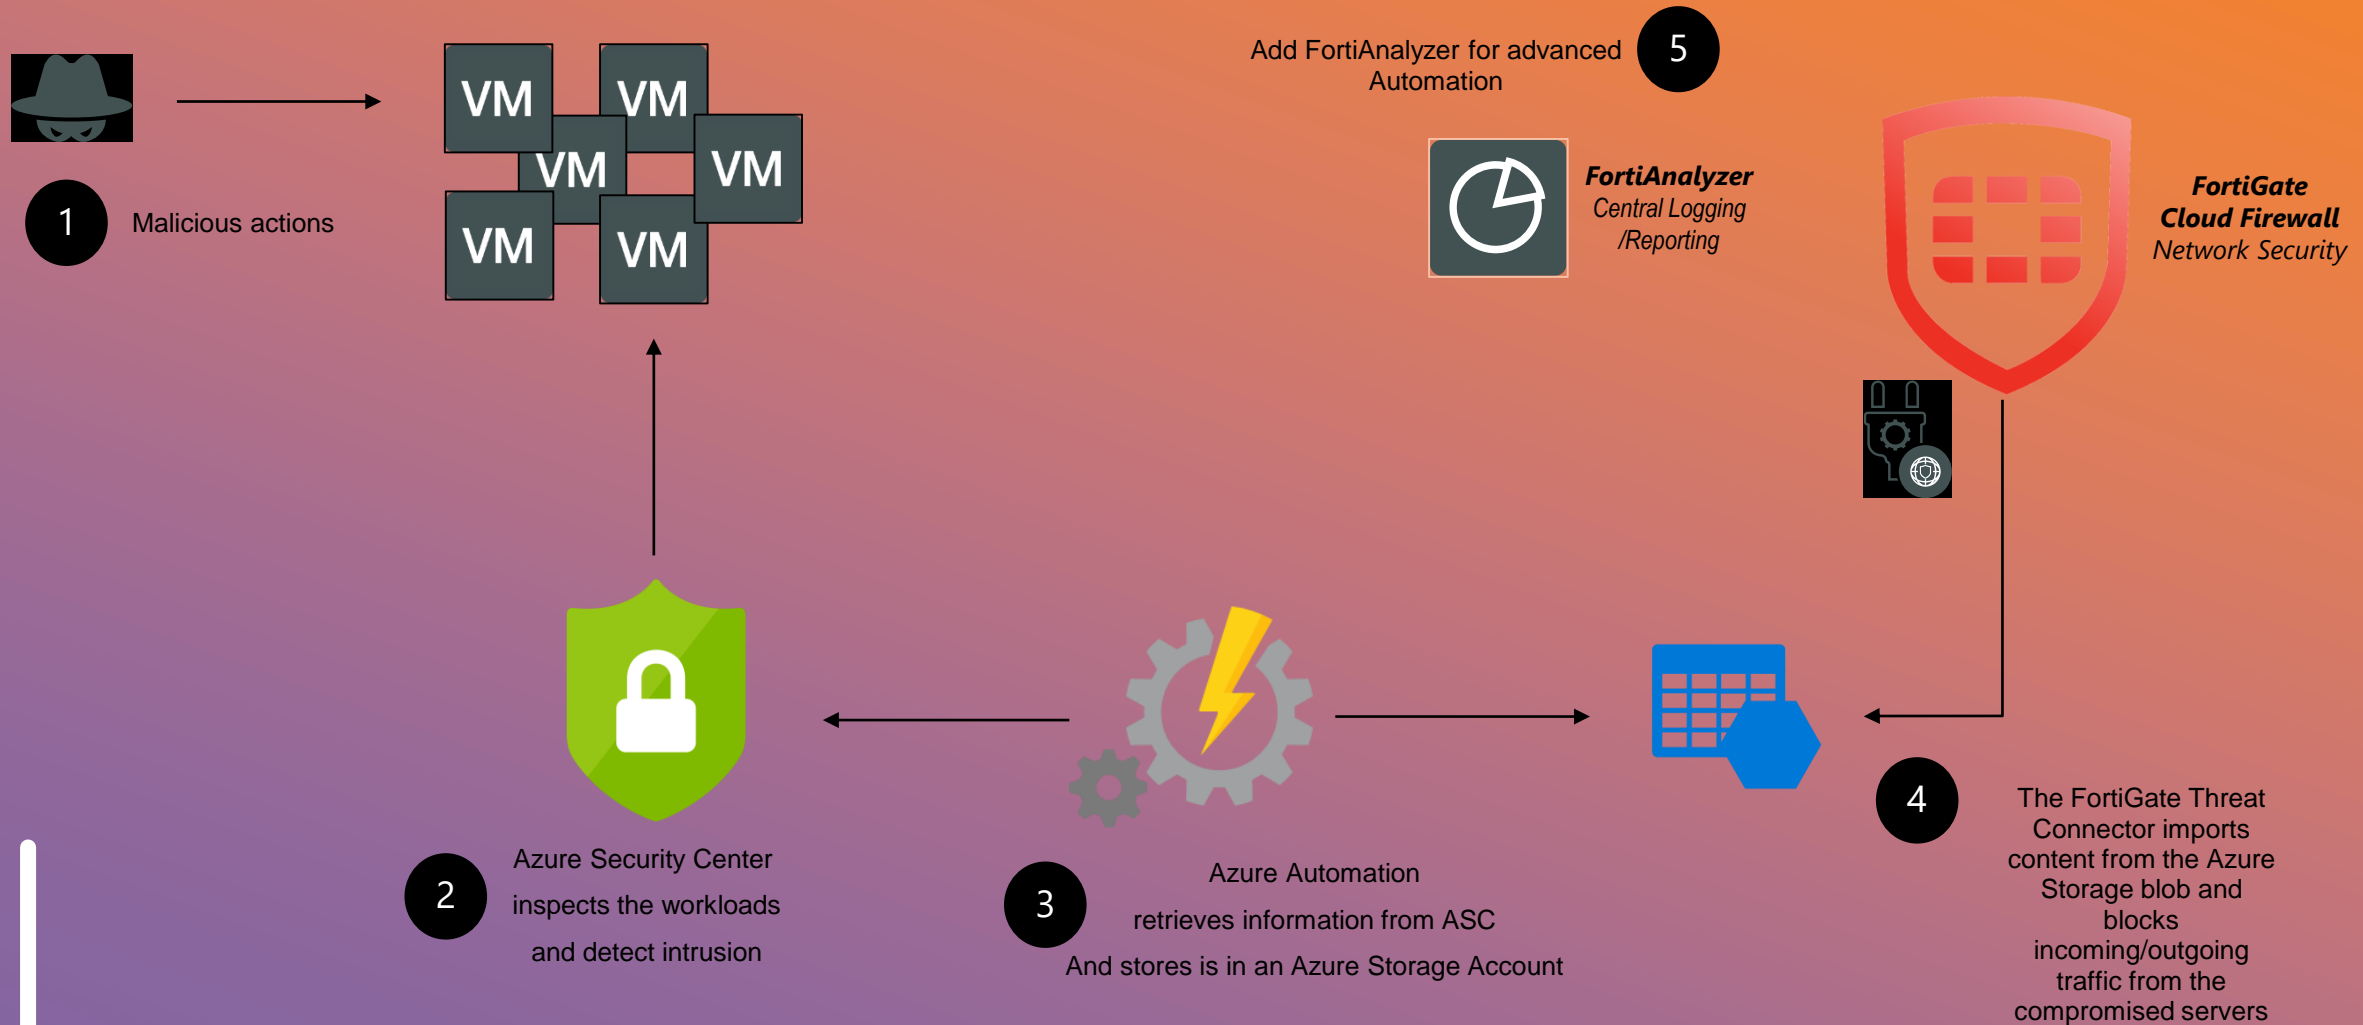 1
Malicious actions
VM
VM
VM
VM
VM
VM
Add FortiAnalyzer for advanced
Automation
5
FortiAnalyzer
Central Logging
/Reporting
FortiGate
Cloud Firewall
Network Security
2
Azure Security Center
inspects the workloads
and detect intrusion
3
Azure Automation
retrieves information from ASC
And stores is in an Azure Storage Account
4
The FortiGate Threat
Connector imports
content from the Azure
Storage blob and
blocks
incoming/outgoing
traffic from the
compromised servers